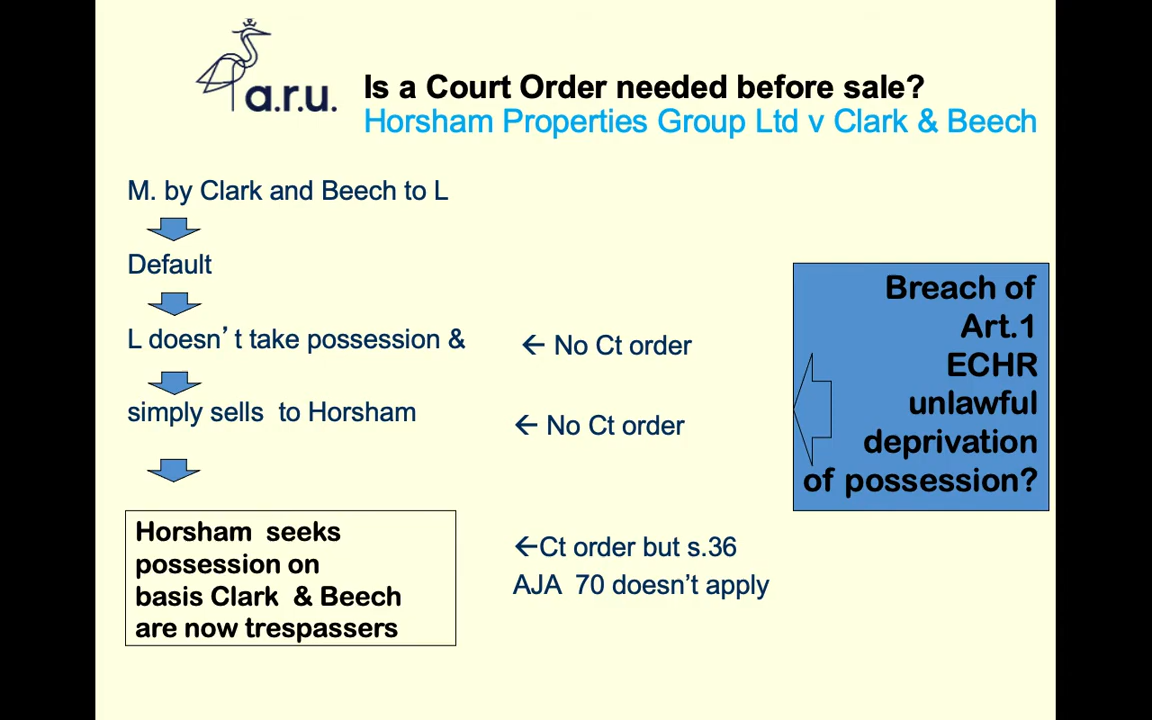 a.r.u.
Is a Court Order needed before sale?
Horsham Properties Group Ltd v Clark & Beech
M. by Clark and Beech to L
Default
L doesn’ t take possession &
← No Ct order
simply sells to Horsham
← No Ct order
Breach of
Art.1
ECHR
unlawful
deprivation
of possession?
Horsham seeks
possession on
basis Clark & Beech
are now trespassers
←Ct order but s.36
AJA 70 doesn’t apply